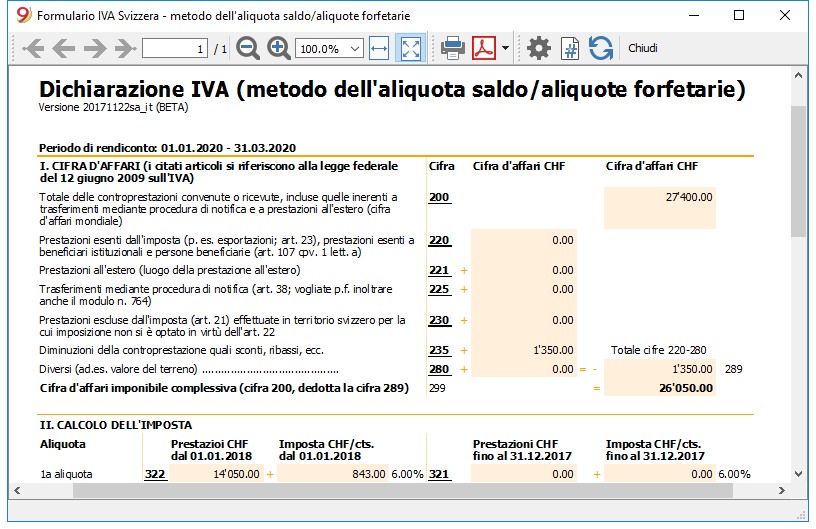 Formulario IVA Svizzera - metodo dell'aliquota saldo/aliquote forfetarie
1 / 1 100.0% Chiudi
Dichiarazione IVA (metodo dell'aliquota saldo/aliquote forfetarie)
Versione 20171122sa_it (BETA)
Periodo di rendiconto: 01.01.2020 - 31.03.2020
I. CIFRA D'AFFARI (i citati articoli si riferiscono alla legge federale Cifra Cifra d'affari CHF Cifra d'affari CHF
del 12 giugno 2009 sull'IVA)
Totale delle controprestazioni convenute o ricevute, incluse quelle inerenti a 200 27'400.00
trasferimenti mediante procedura di notifica e a prestazioni all'estero (cifra
d'affari mondiale)
Prestazioni esenti dall'imposta (p. es. esportazioni; art. 23), prestazioni esenti a 220 0.00
beneficiari istituzionali e persone beneficiarie (art. 107 cpv. 1 lett. a)
Prestazioni all'estero (luogo della prestazione all'estero) 221 + 0.00
Trasferimenti mediante procedura di notifica (art. 38; vogliate p.f. inoltrare 225 + 0.00
anche il modulo n. 764)
Prestazioni escluse dall'imposta (art. 21) effettuate in territorio svizzero per la 230 + 0.00
cui imposizione non si è optato in virtù dell'art. 22
Diminuzioni della controprestazione quali sconti, ribassi, ecc. 235 + 1'350.00 Totale cifre 220-280
Diversi (ad.es. valore del terreno) ........................................... 280 + 0.00 = - 1'350.00 289
Cifra d'affari imponibile complessiva (cifra 200, dedotta la cifra 289) 299 = 26'050.00
II. CALCOLO DELL'IMPOSTA
Aliquota Prestazioi CHF Imposta CHF/cts. Prestazioni CHF Imposta CHF/cts.
dal 01.01.2018 dal 01.01.2018 fino al 31.12.2017 fino al 31.12.2017
1a aliquota 322 14'050.00 + 843.00 6.00% 321 0.00 + 0.00 6.00%